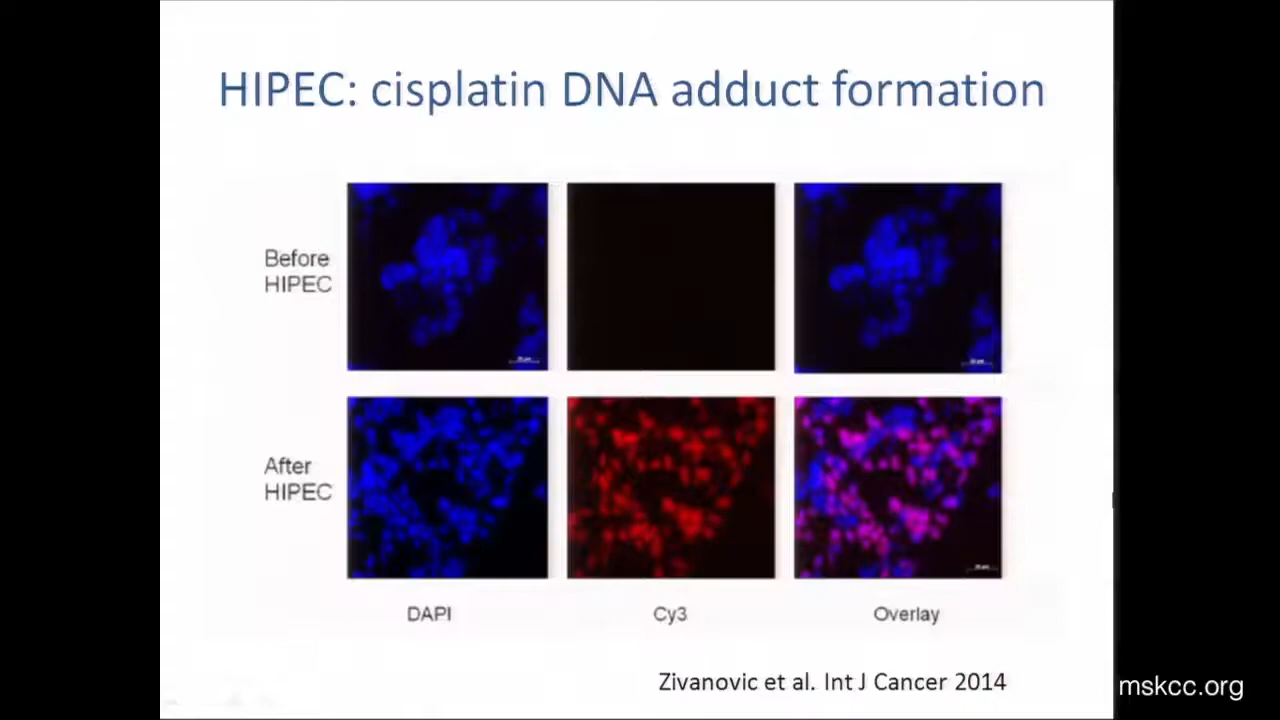 HIPEC: cisplatin DNA adduct formation
Before
HIPEC
After
HIPEC
DAPI
Cy3
Overlay
Zivanovic et al. Int J Cancer 2014
mskcc.org